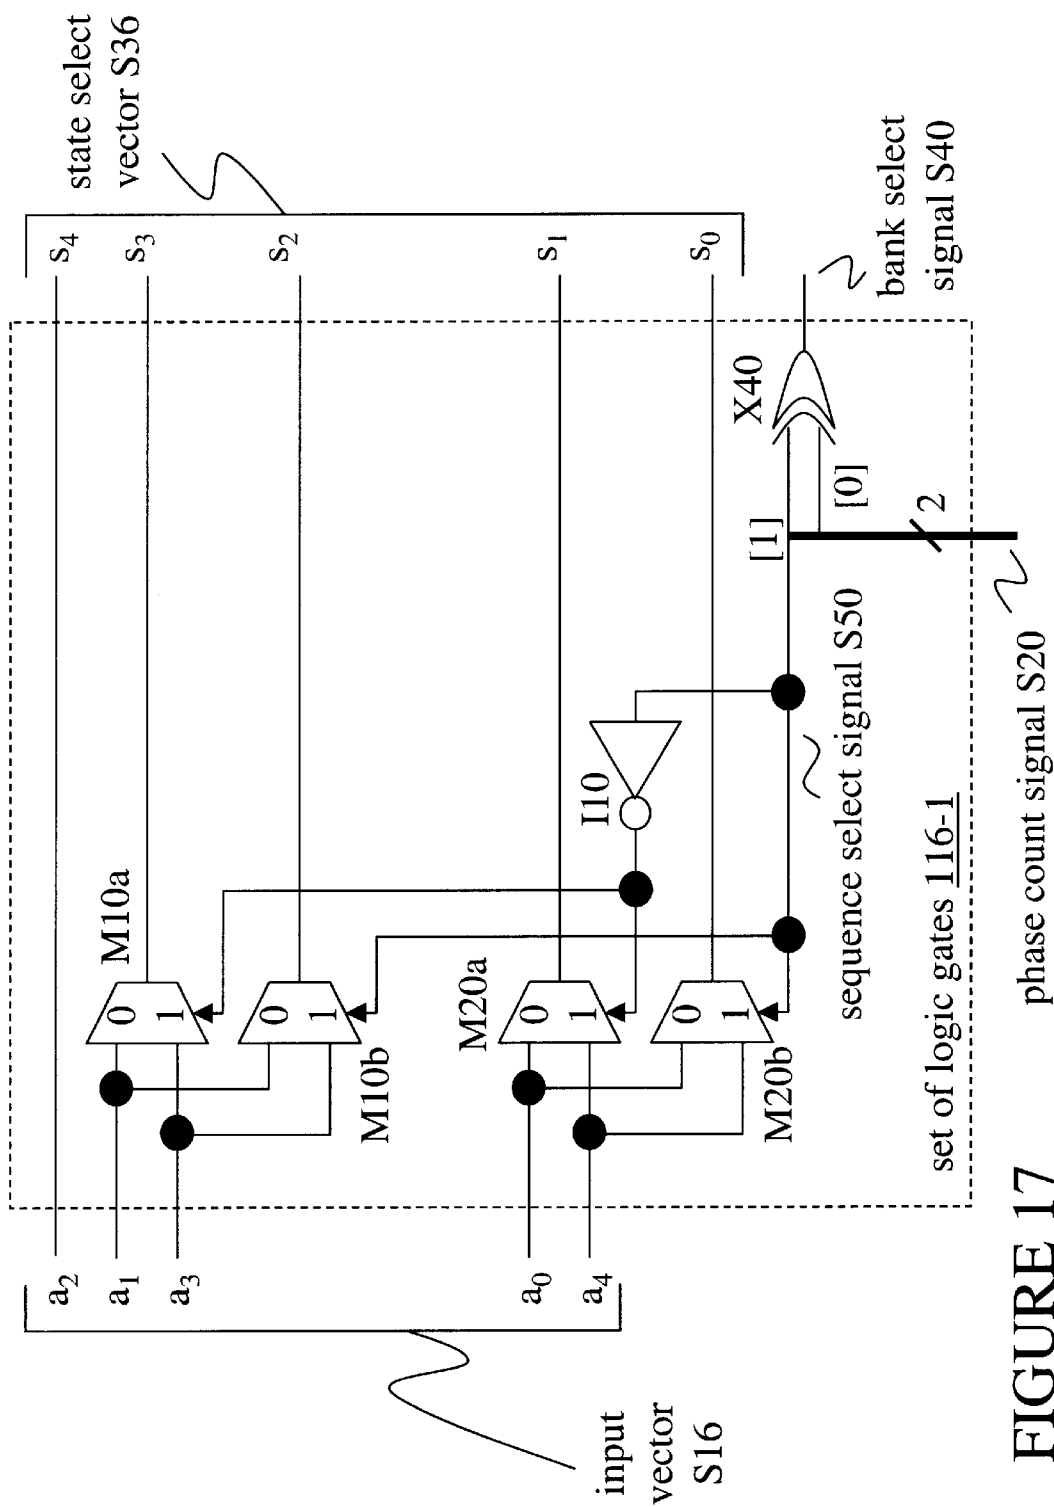 state select
vector S36
s₄
s₃
s₂
s₁
s₀
bank select
signal S40
X40
[1]
[0]
2
M10a
0
1
0
1
M10b
M20a
0
1
0
1
M20b
I10
sequence select signal S50
set of logic gates 116-1
phase count signal S20
a₂
a₁
a₃
a₀
a₄
input
vector
S16
FIGURE 17